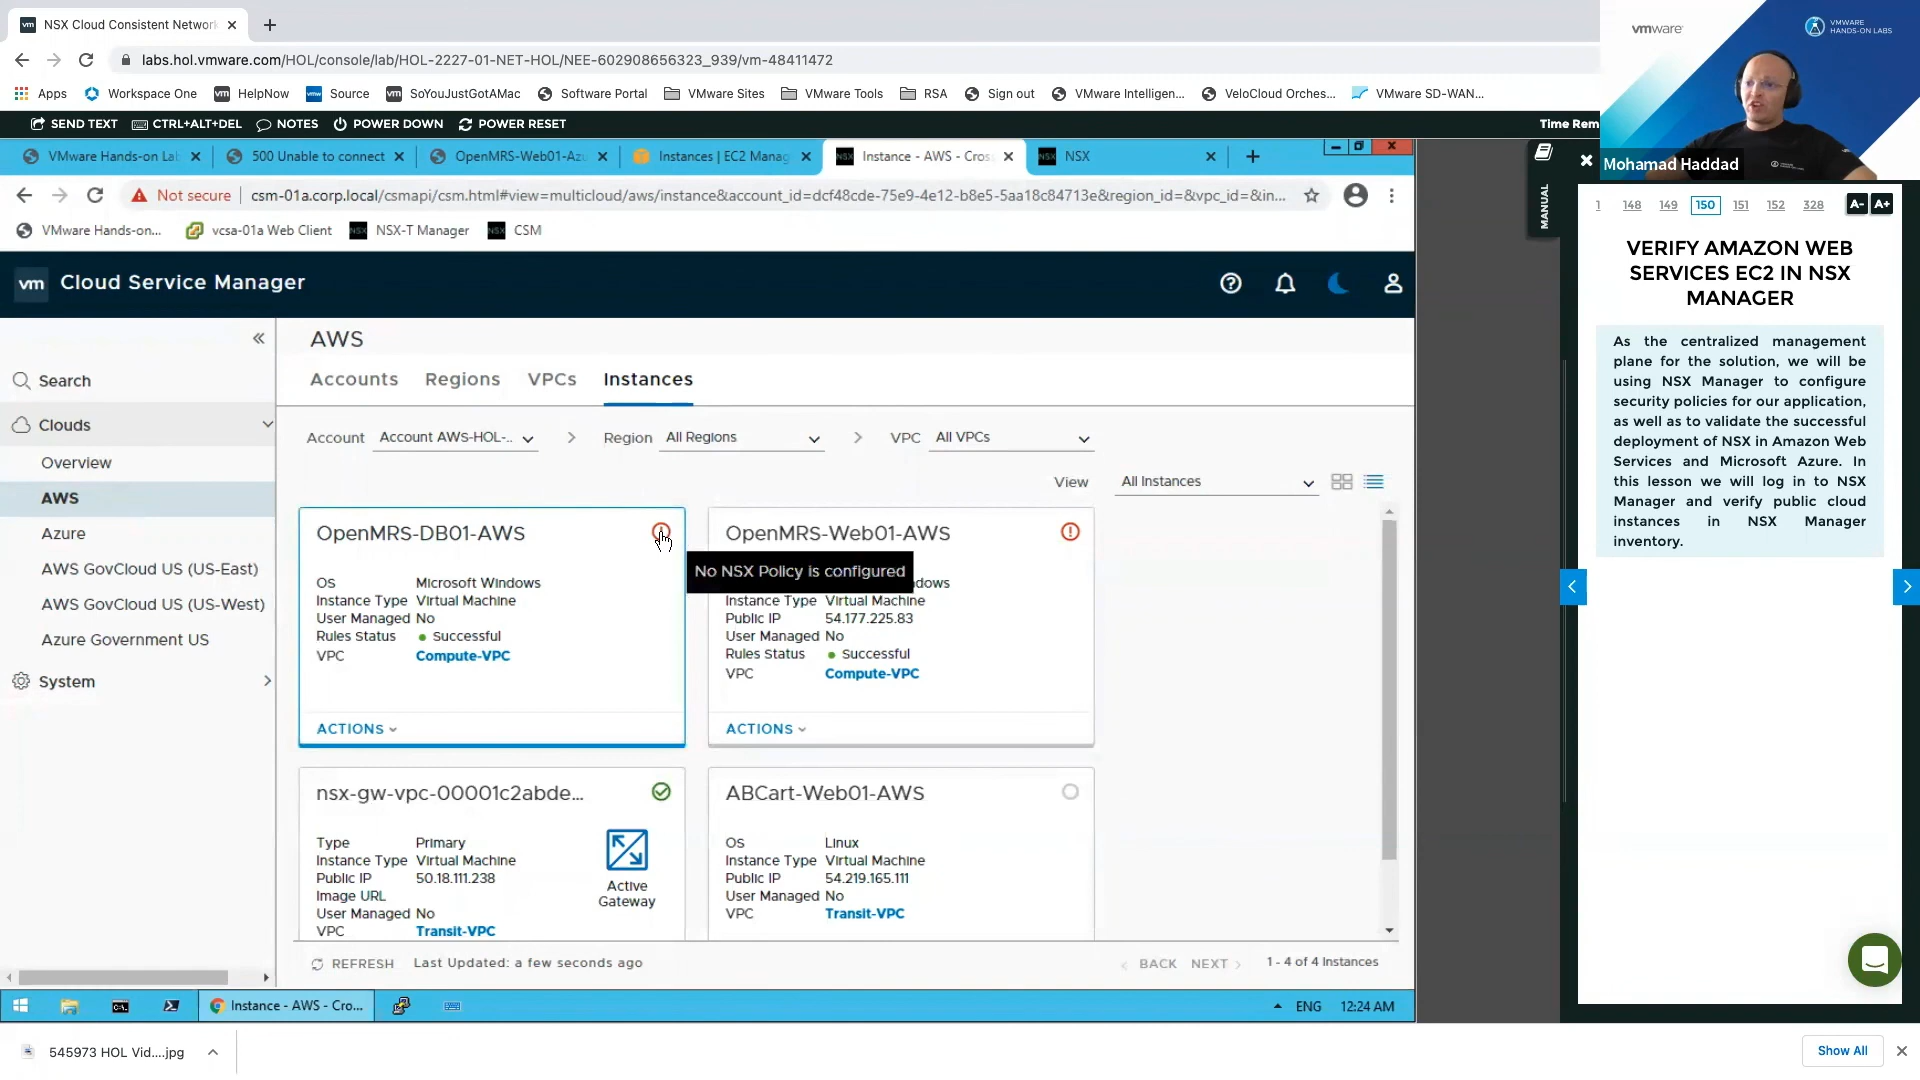 NSX Cloud Consistent Network
labs.hol.vmware.com/HOL/console/lab/HOL-2227-01-NET-HOL/NEE-602908656323_939/vm-48411472
Apps Workspace One HelpNow Source SoYouJustGotAMac Software Portal VMware Sites VMware Tools RSA Sign out VMware Intelligen... VeloCloud Orches... VMware SD-WAN...
SEND TEXT CTRL+ALT+DEL NOTES POWER DOWN POWER RESET Time Rem
vmware
VMWARE
HANDS-ON LABS
Mohamad Haddad
VMware Hands-on La 500 Unable to connect OpenMRS-Web01-Azu Instances | EC2 Manag Instance - AWS - Cros NSX
Not secure csm-01a.corp.local/csmapi/csm.html#view=multicloud/aws/instance&account_id=dcf48cde-75e9-4e12-b8e5-5aa18c84713e&region_id=&vpc_id=&in...
VMware Hands-on... vcsa-01a Web Client NSX-T Manager CSM
vm Cloud Service Manager
Search
Clouds
Overview
AWS
Azure
AWS GovCloud US (US-East)
AWS GovCloud US (US-West)
Azure Government US
System
AWS
Accounts Regions VPCs Instances
Account Account AWS-HOL-.. Region All Regions VPC All VPCs
View All Instances
OpenMRS-DB01-AWS
OS Microsoft Windows
Instance Type Virtual Machine
User Managed No
Rules Status Successful
VPC Compute-VPC
ACTIONS
OpenMRS-Web01-AWS
No NSX Policy is configured
dows
Instance Type Virtual Machine
Public IP 54.177.225.83
User Managed No
Rules Status Successful
VPC Compute-VPC
ACTIONS
nsx-gw-vpc-00001c2abde...
Type Primary
Instance Type Virtual Machine
Public IP 50.18.111.238
Image URL
User Managed No
VPC Transit-VPC
Active
Gateway
ABCart-Web01-AWS
OS Linux
Instance Type Virtual Machine
Public IP 54.219.165.111
User Managed No
VPC Transit-VPC
REFRESH Last Updated: a few seconds ago BACK NEXT 1 - 4 of 4 Instances
Instance - AWS - Cro... ENG 12:24 AM
MANUAL
1 148 149 150 151 152 328 A- A+
VERIFY AMAZON WEB
SERVICES EC2 IN NSX
MANAGER
As the centralized management
plane for the solution, we will be
using NSX Manager to configure
security policies for our application,
as well as to validate the successful
deployment of NSX in Amazon Web
Services and Microsoft Azure. In
this lesson we will log in to NSX
Manager and verify public cloud
instances in NSX Manager
inventory.
545973 HOL Vid....jpg Show All